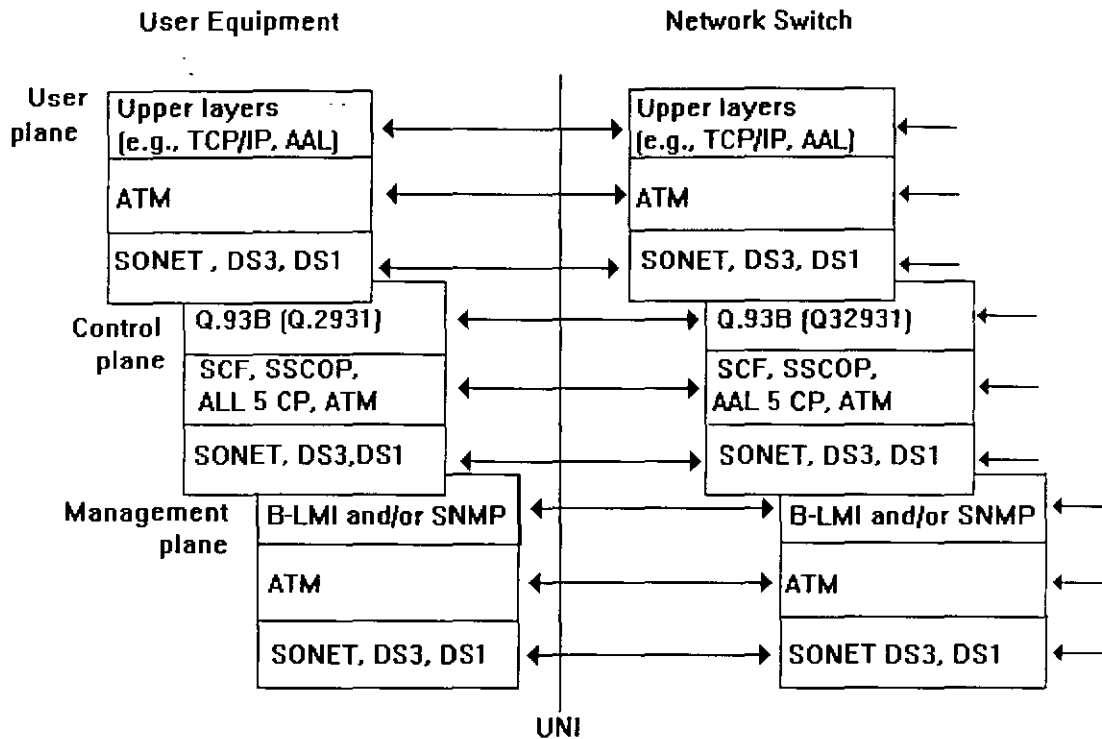 User Equipment
Network Switch
User
plane
Upper layers
(e.g., TCP/IP, AAL)
ATM
SONET , DS3, DS1
Upper layers
(e.g., TCP/IP, AAL)
ATM
SONET, DS3, DS1
Control
plane
Q.93B (Q.2931)
SCF, SSCOP,
ALL 5 CP, ATM
SONET, DS3,DS1
Q.93B (Q32931)
SCF, SSCOP,
AAL 5 CP, ATM
SONET, DS3, DS1
Management
plane
B-LMI and/or SNMP
ATM
SONET, DS3, DS1
B-LMI and/or SNMP
ATM
SONET DS3, DS1
UNI